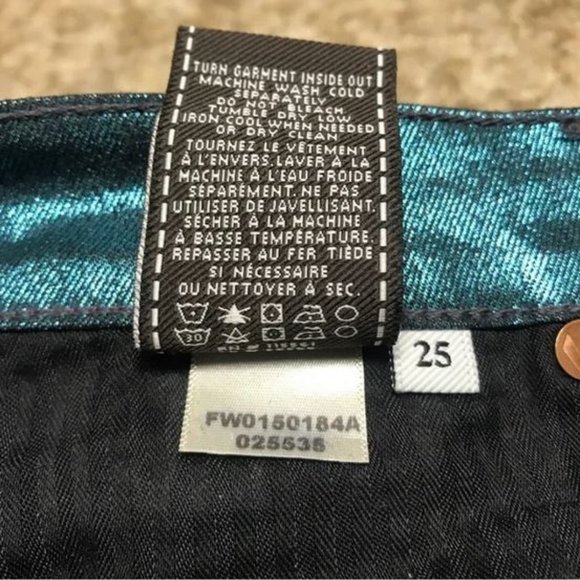 TURN GARMENT INSIDE OUT
MACHINE WASH COLD
SEPARATELY
DO NOT BLEACH
TUMBLE DRY LOW
IRON COOL WHEN NEEDED
OR DRY CLEAN
TOURNEZ LE VÊTEMENT
À L'ENVERS.LAVER À LA
MACHINE À L'EAU FROIDE
SÉPARÉMENT. NE PAS
UTILISER DE JAVELLISANT.
SÉCHER À LA MACHINE
À BASSE TEMPÉRATURE.
REPASSER AU FER TIÈDE
SI NÉCESSAIRE
OU NETTOYER À SEC.
30
25
FW0150184A
025535